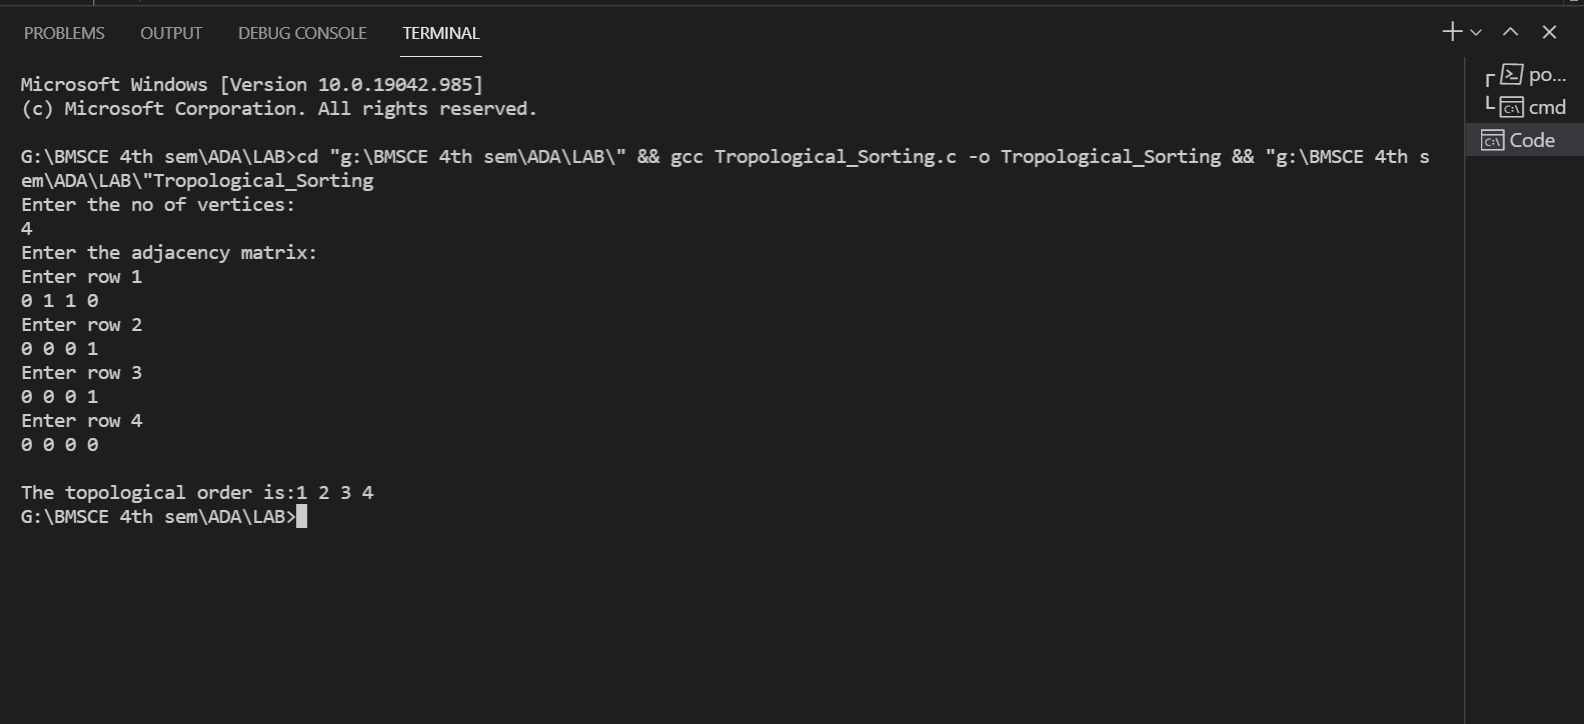 PROBLEMS OUTPUT DEBUG CONSOLE TERMINAL
Microsoft Windows [Version 10.0.19042.985]
(c) Microsoft Corporation. All rights reserved.
G:\BMSCE 4th sem\ADA\LAB>cd "g:\BMSCE 4th sem\ADA\LAB\" && gcc Tropological_Sorting.c -o Tropological_Sorting && "g:\BMSCE 4th s
em\ADA\LAB\"Tropological_Sorting
Enter the no of vertices:
4
Enter the adjacency matrix:
Enter row 1
0 1 1 0
Enter row 2
0 0 0 1
Enter row 3
0 0 0 1
Enter row 4
0 0 0 0
The topological order is:1 2 3 4
G:\BMSCE 4th sem\ADA\LAB>
po...
cmd
Code